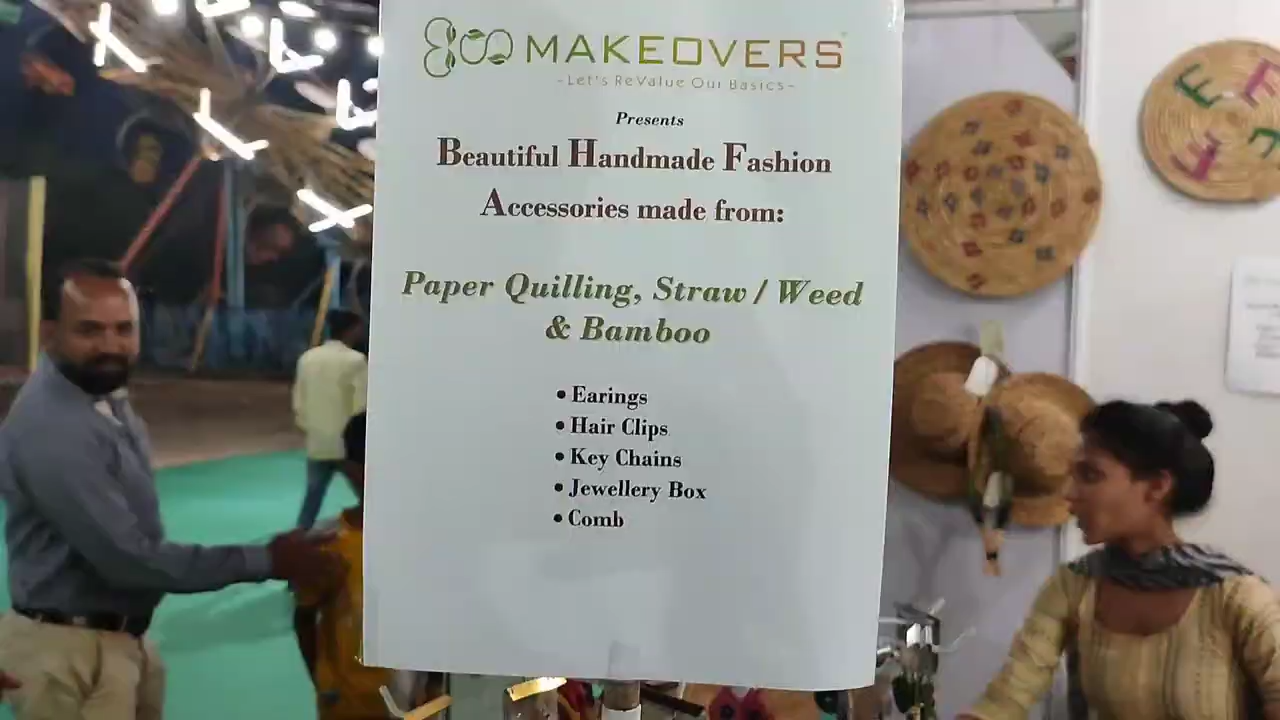 eco MAKEOVERS
-Let's ReValue Our Basics-
Presents
Beautiful Handmade Fashion
Accessories made from:
Paper Quilling, Straw / Weed
& Bamboo
• Earings
• Hair Clips
• Key Chains
• Jewellery Box
• Comb